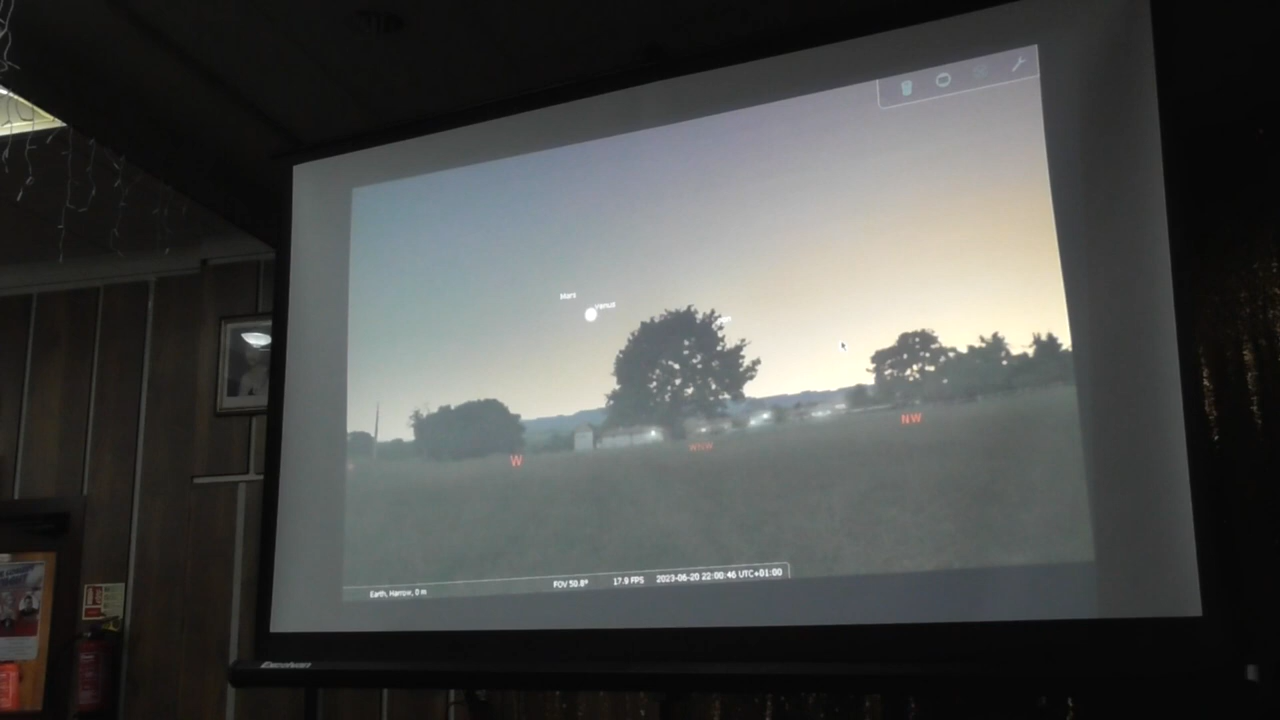 Mars
Venus
W
WNW
NW
Earth, Harrow, 0 m
FOV 50.8°
17.9 FPS
2023-06-20 22:00:46 UTC+01:00